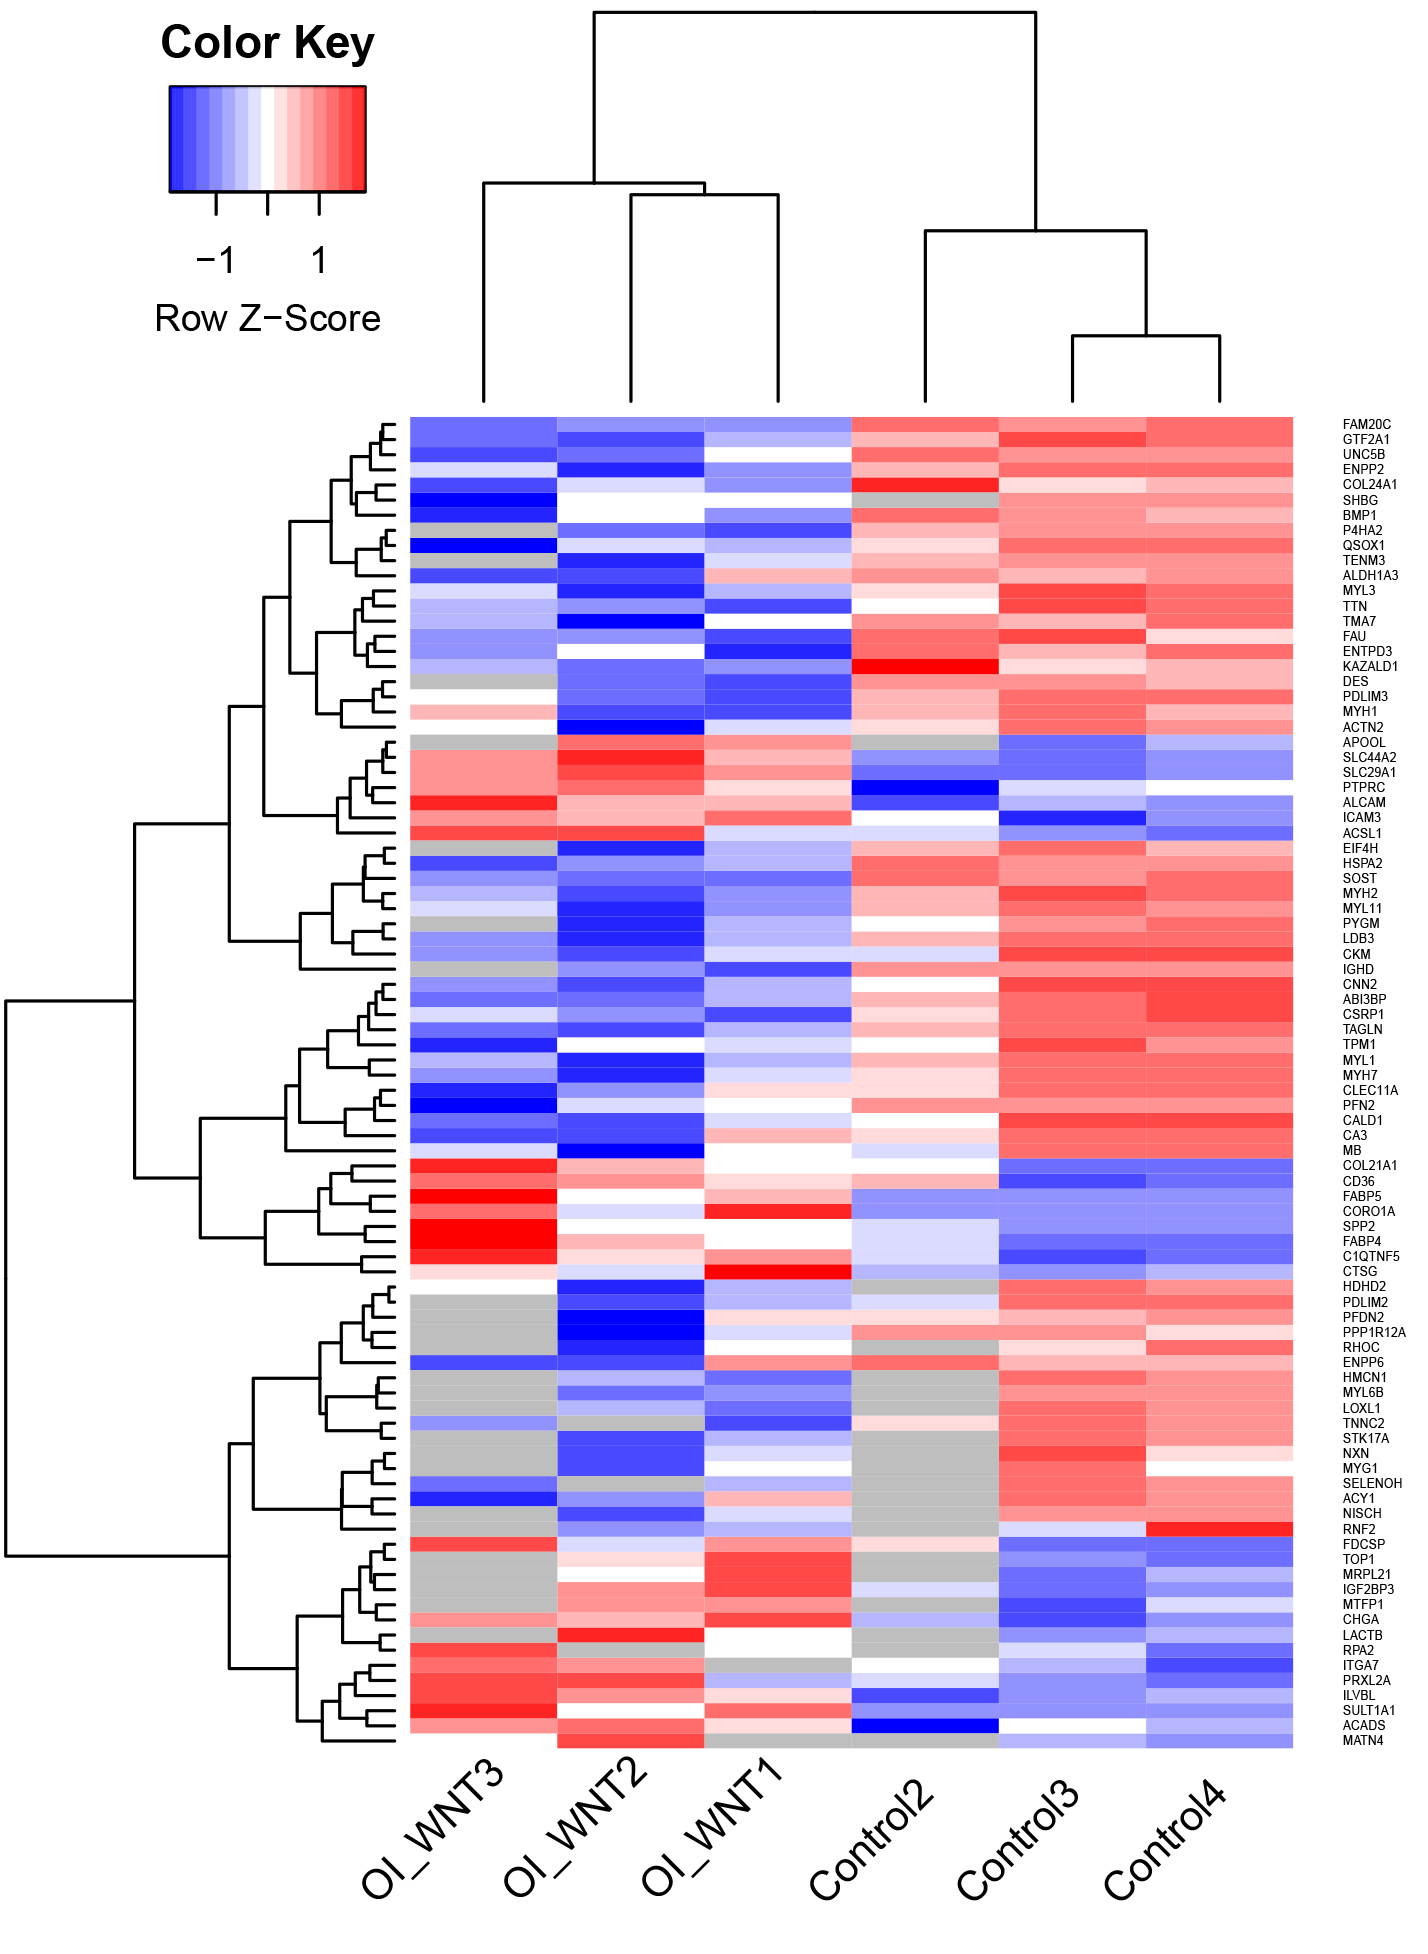 Color Key
−1
1
Row Z−Score
FAM20C
GTF2A1
UNC5B
ENPP2
COL24A1
SHBG
BMP1
P4HA2
QSOX1
TENM3
ALDH1A3
MYL3
TTN
TMA7
FAU
ENTPD3
KAZALD1
DES
PDLIM3
MYH1
ACTN2
APOOL
SLC44A2
SLC29A1
PTPRC
ALCAM
ICAM3
ACSL1
EIF4H
HSPA2
SOST
MYH2
MYL11
PYGM
LDB3
CKM
IGHD
CNN2
ABI3BP
CSRP1
TAGLN
TPM1
MYL1
MYH7
CLEC11A
PFN2
CALD1
CA3
MB
COL21A1
CD36
FABP5
CORO1A
SPP2
FABP4
C1QTNF5
CTSG
HDHD2
PDLIM2
PFDN2
PPP1R12A
RHOC
ENPP6
HMCN1
MYL6B
LOXL1
TNNC2
STK17A
NXN
MYG1
SELENOH
ACY1
NISCH
RNF2
FDCSP
TOP1
MRPL21
IGF2BP3
MTFP1
CHGA
LACTB
RPA2
ITGA7
PRXL2A
ILVBL
SULT1A1
ACADS
MATN4
OI_WNT3
OI_WNT2
OI_WNT1
Control2
Control3
Control4